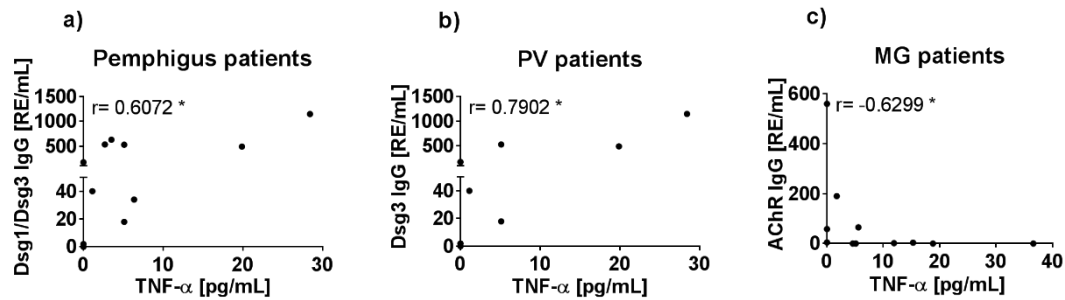 a)
Pemphigus patients
r= 0.6072 *
Dsg1/Dsg3 IgG [RE/mL]
1500
1000
500
40
20
0
0
10
20
30
TNF-α [pg/mL]
b)
PV patients
r= 0.7902 *
Dsg3 IgG [RE/mL]
1500
1000
500
40
20
0
0
10
20
30
TNF-α [pg/mL]
c)
MG patients
r= -0.6299 *
AChR IgG [RE/mL]
600
400
200
0
0
10
20
30
40
TNF-α [pg/mL]